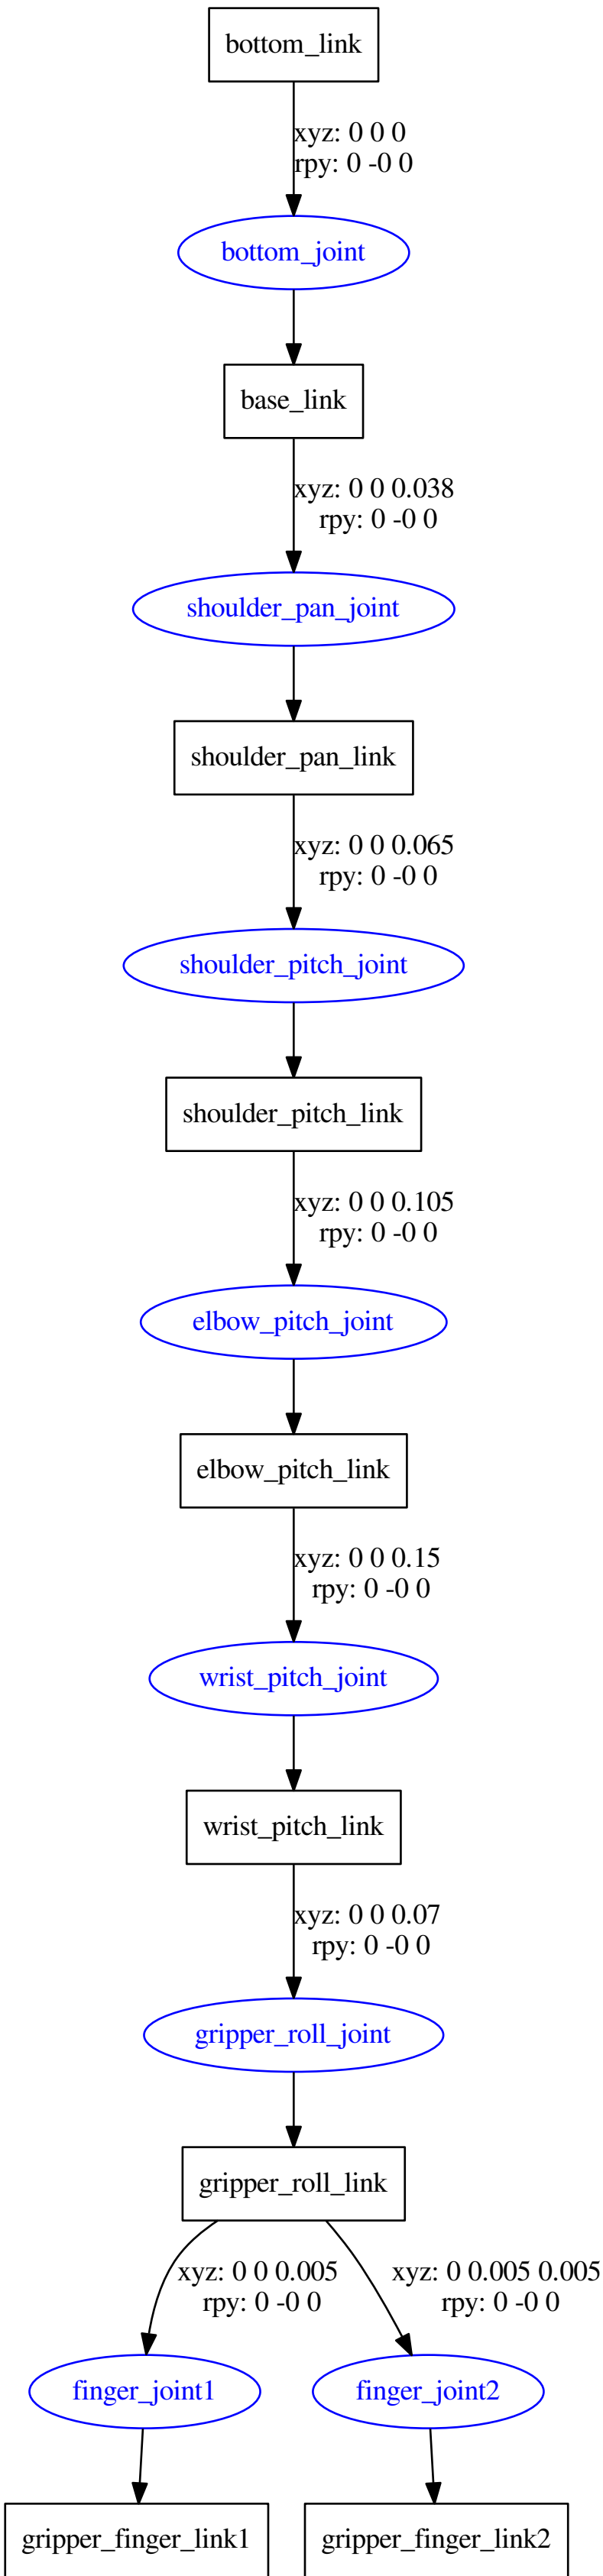 bottom_link
xyz: 0 0 0
rpy: 0 -0 0
bottom_joint
base_link
xyz: 0 0 0.038
rpy: 0 -0 0
shoulder_pan_joint
shoulder_pan_link
xyz: 0 0 0.065
rpy: 0 -0 0
shoulder_pitch_joint
shoulder_pitch_link
xyz: 0 0 0.105
rpy: 0 -0 0
elbow_pitch_joint
elbow_pitch_link
xyz: 0 0 0.15
rpy: 0 -0 0
wrist_pitch_joint
wrist_pitch_link
xyz: 0 0 0.07
rpy: 0 -0 0
gripper_roll_joint
gripper_roll_link
xyz: 0 0 0.005
rpy: 0 -0 0
xyz: 0 0.005 0.005
rpy: 0 -0 0
finger_joint1
finger_joint2
gripper_finger_link1
gripper_finger_link2